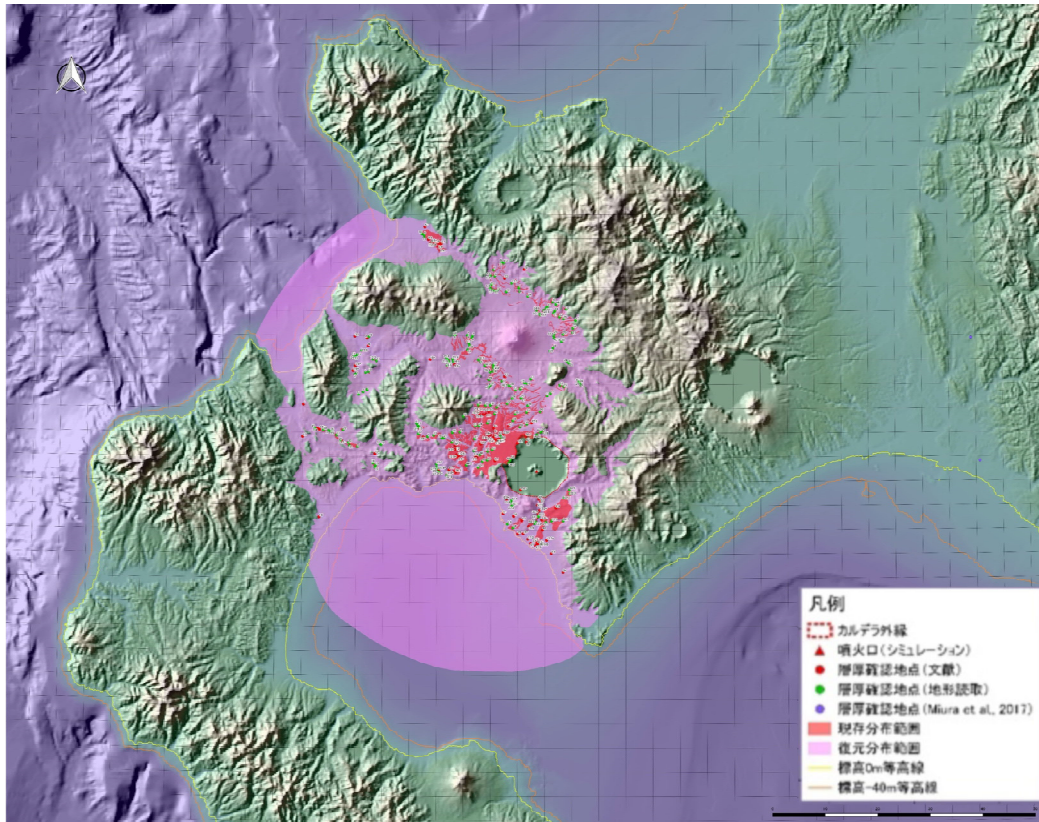 凡例
カルデラ外縁
噴火口(シミュレーション)
層厚確認地点(文献)
層厚確認地点(地形読取)
層厚確認地点(Miura et al., 2017)
現存分布範囲
復元分布範囲
標高0m等高線
標高-40m等高線